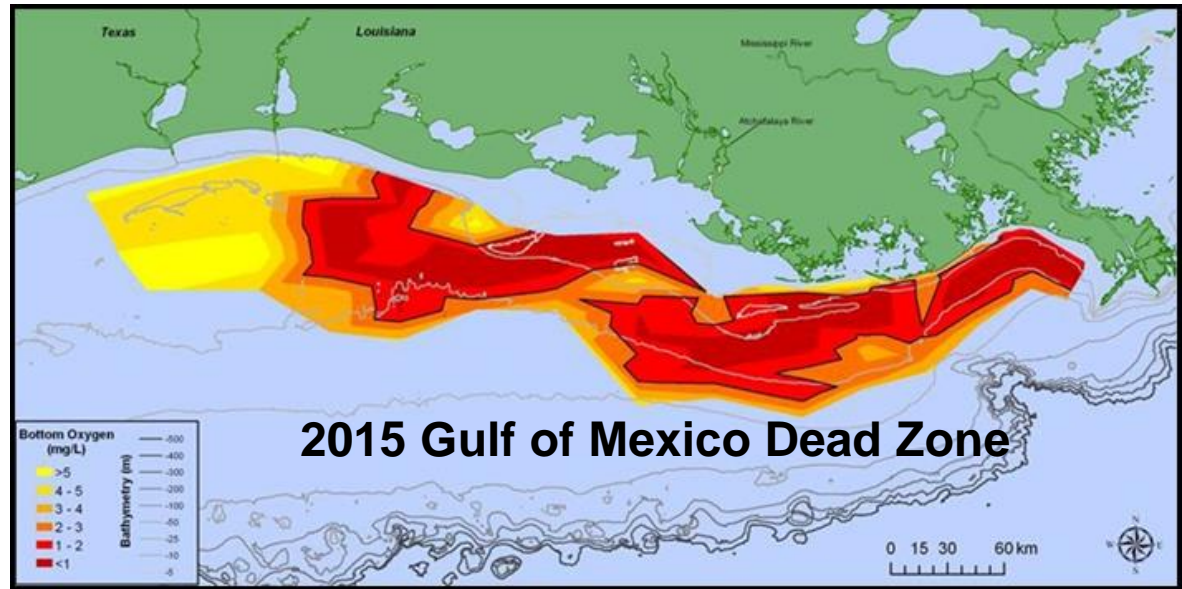 Texas
Louisiana
Mississippi River
Atchafalaya River
2015 Gulf of Mexico Dead Zone
Bottom Oxygen
(mg/L)
>5
4 - 5
3 - 4
2 - 3
1 - 2
<1
Bathymetry (m)
-500
-400
-300
-200
-100
-50
-25
-10
-5
0 15 30 60 km
N
W E
S